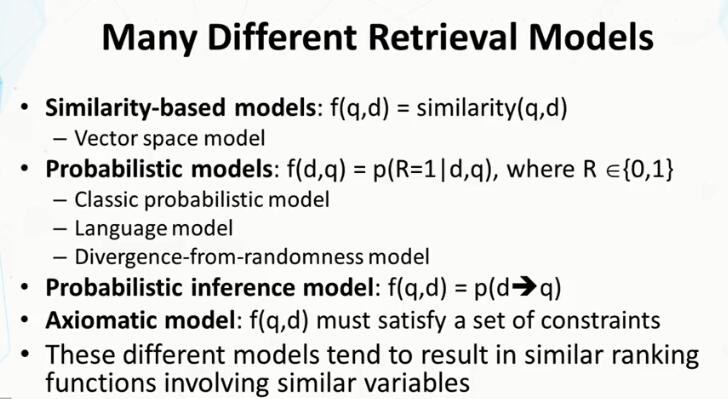 Many Different Retrieval Models
• Similarity-based models: f(q,d) = similarity(q,d)
– Vector space model
• Probabilistic models: f(d,q) = p(R=1|d,q), where R ∈{0,1}
– Classic probabilistic model
– Language model
– Divergence-from-randomness model
• Probabilistic inference model: f(q,d) = p(d➔q)
• Axiomatic model: f(q,d) must satisfy a set of constraints
• These different models tend to result in similar ranking
functions involving similar variables